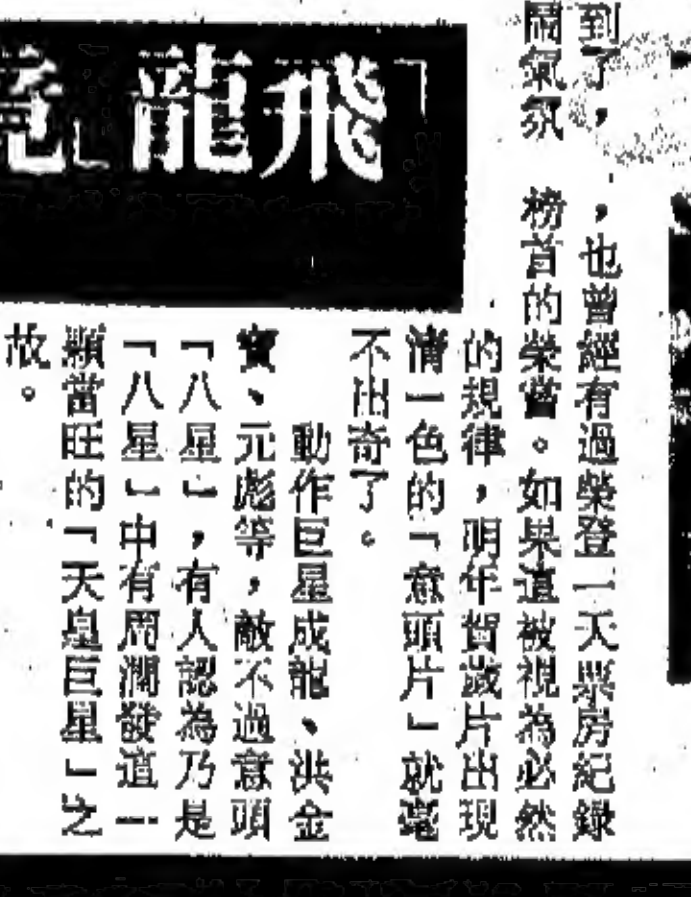 「飛龍
到了，
，也曾經有過榮登一天票房紀錄
鬧氣氛
榜首的榮嘗。如果這被視為必然
的規律，明年賀歲片出現
清一色的「意頭片」就毫
不出奇了。
動作巨星成龍、洪金
寶、元彪等，敵不過意頭
「八星」，有人認為乃是
「八星」中有周潤發這一
顆當旺的「天皇巨星」之
故。